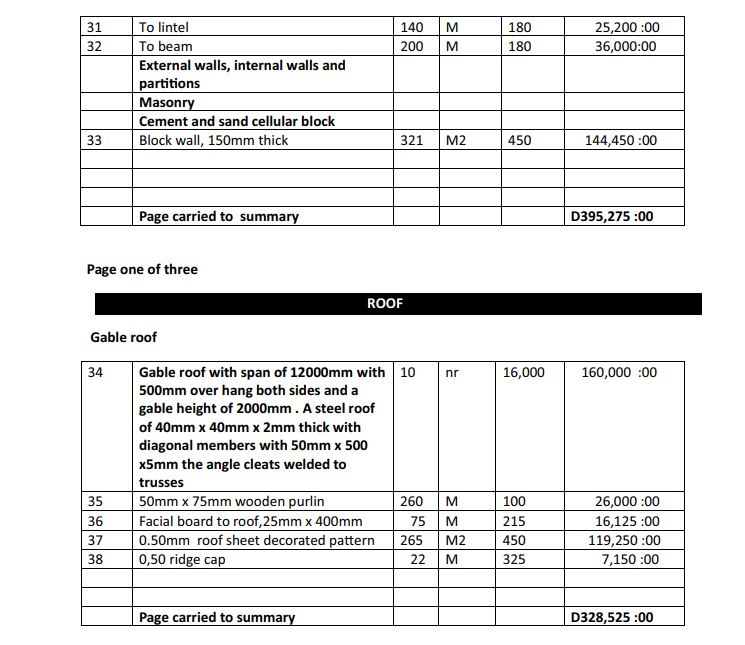 31 To lintel 140 M 180 25,200 :00
32 To beam 200 M 180 36,000:00
External walls, internal walls and
partitions
Masonry
Cement and sand cellular block
33 Block wall, 150mm thick 321 M2 450 144,450 :00
Page carried to summary D395,275 :00
Page one of three
ROOF
Gable roof
34 Gable roof with span of 12000mm with 10 nr 16,000 160,000 :00
500mm over hang both sides and a
gable height of 2000mm . A steel roof
of 40mm x 40mm x 2mm thick with
diagonal members with 50mm x 500
x5mm the angle cleats welded to
trusses
35 50mm x 75mm wooden purlin 260 M 100 26,000 :00
36 Facial board to roof,25mm x 400mm 75 M 215 16,125 :00
37 0.50mm roof sheet decorated pattern 265 M2 450 119,250 :00
38 0,50 ridge cap 22 M 325 7,150 :00
Page carried to summary D328,525 :00